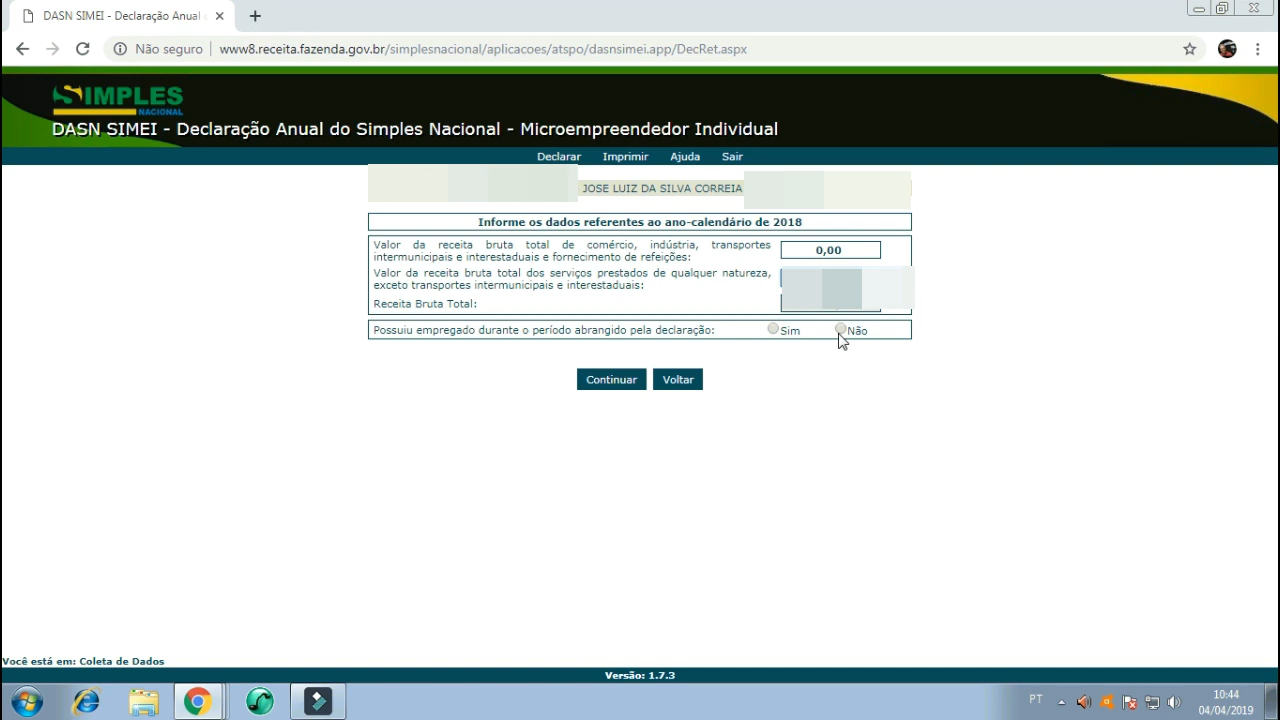 DASN SIMEI - Declaração Anual
Não seguro | www8.receita.fazenda.gov.br/simplesnacional/aplicacoes/atspo/dasnsimei.app/DecRet.aspx
SIMPLES
NACIONAL
DASN SIMEI - Declaração Anual do Simples Nacional - Microempreendedor Individual
Declarar Imprimir Ajuda Sair
JOSE LUIZ DA SILVA CORREIA
Informe os dados referentes ao ano-calendário de 2018
Valor da receita bruta total de comércio, indústria, transportes
intermunicipais e interestaduais e fornecimento de refeições:
0,00
Valor da receita bruta total dos serviços prestados de qualquer natureza,
exceto transportes intermunicipais e interestaduais:
Receita Bruta Total:
Possuiu empregado durante o período abrangido pela declaração: Sim Não
Continuar Voltar
Você está em: Coleta de Dados
Versão: 1.7.3
PT
10:44
04/04/2019